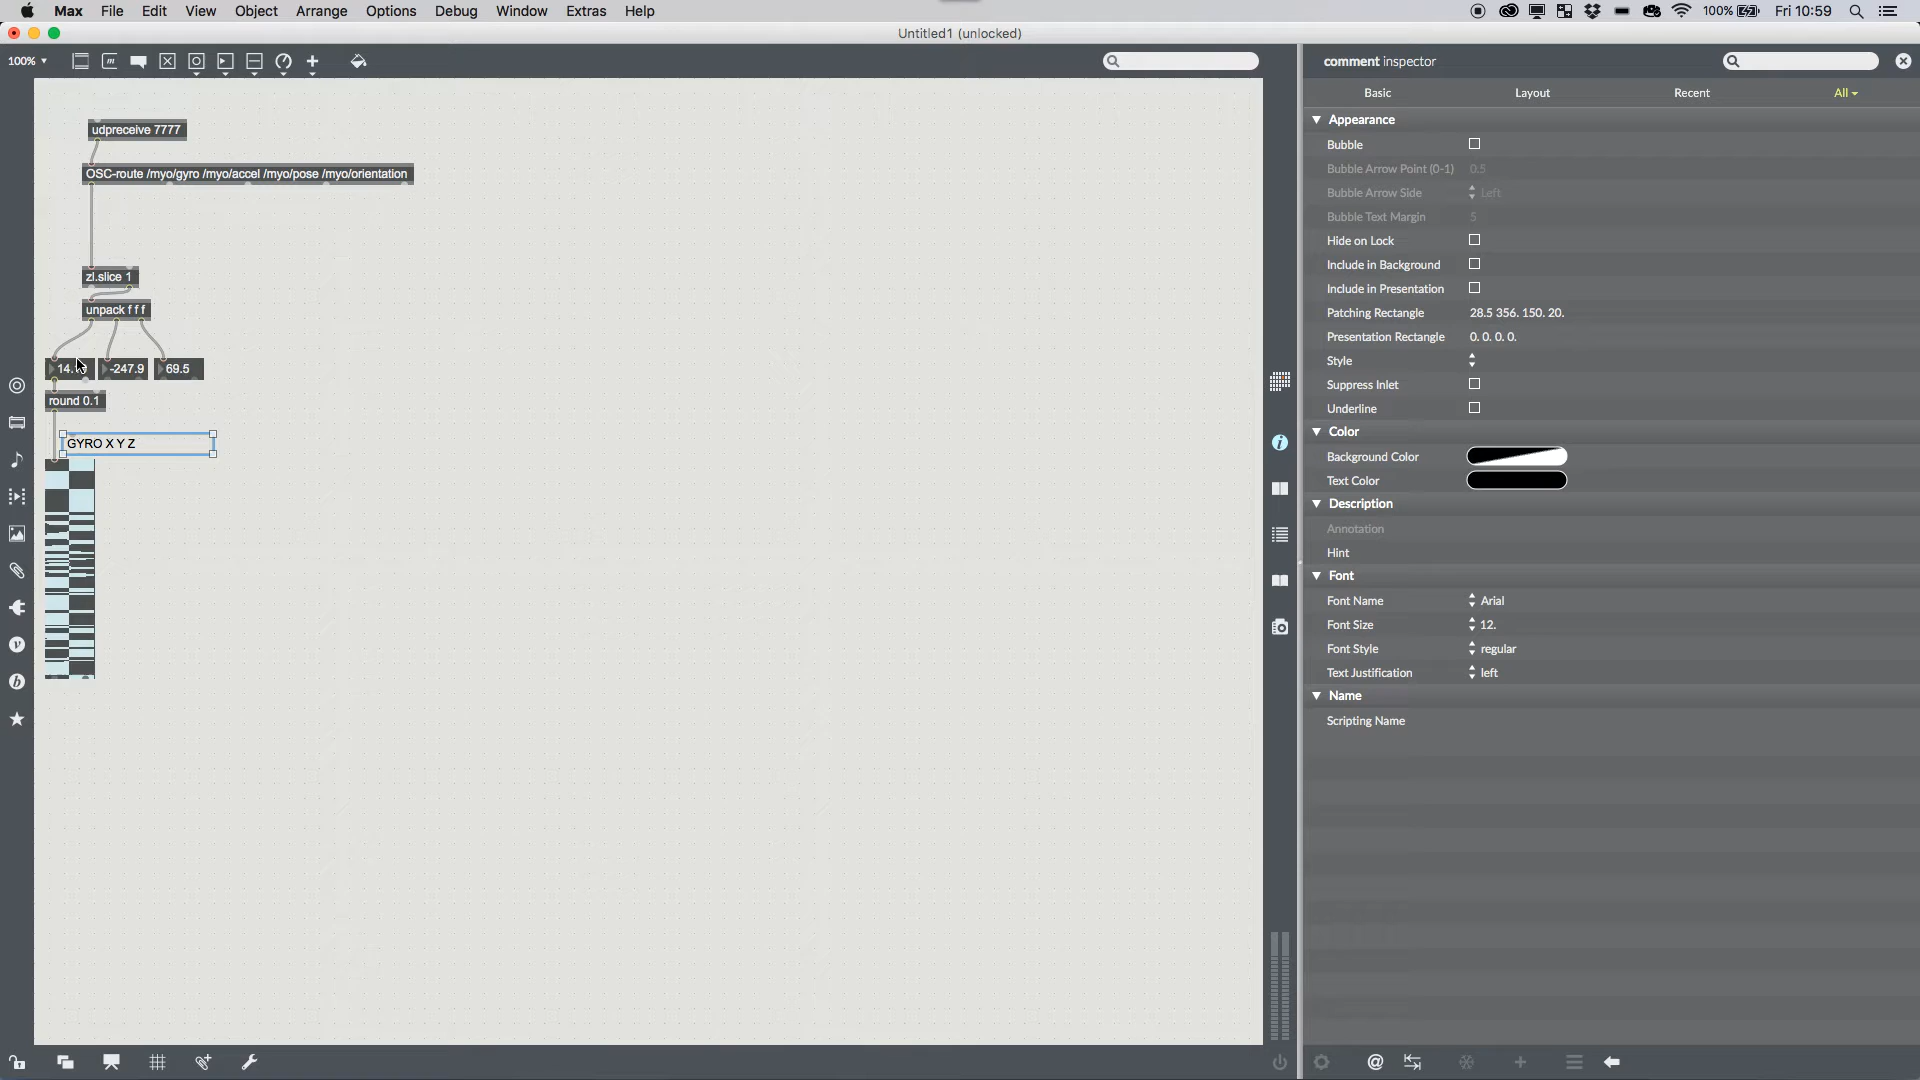 Max File Edit View Object Arrange Options Debug Window Extras Help
100% Fri 10:59
Untitled1 (unlocked)
100%
comment inspector
Basic Layout Recent All
udpreceive 7777
OSC-route /myo/gyro /myo/accel /myo/pose /myo/orientation
zl.slice 1
unpack f f f
-247.9 69.5
round 0.1
GYRO X Y Z
Appearance
Bubble
Bubble Arrow Point (0-1) 0.5
Bubble Arrow Side Left
Bubble Text Margin 5
Hide on Lock
Include in Background
Include in Presentation
Patching Rectangle 28.5 356. 150. 20.
Presentation Rectangle 0. 0. 0. 0.
Style
Suppress Inlet
Underline
Color
Background Color
Text Color
Description
Annotation
Hint
Font
Font Name Arial
Font Size 12.
Font Style regular
Text Justification left
Name
Scripting Name